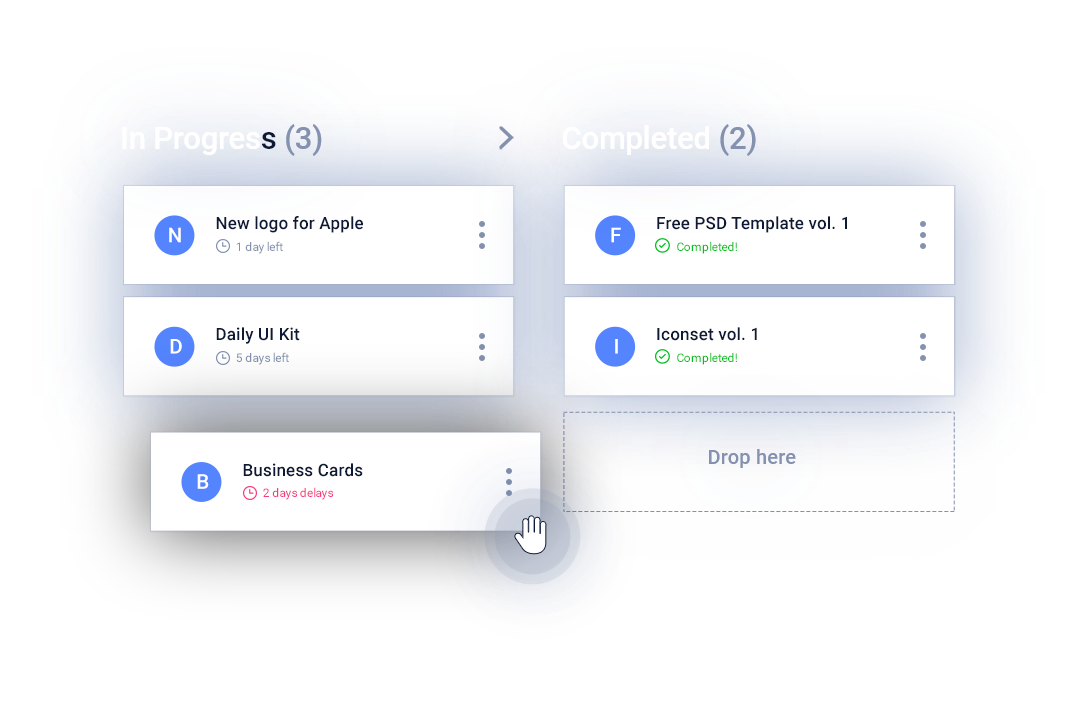 In Progress (3)
N
New logo for Apple
1 day left
D
Daily UI Kit
5 days left
B
Business Cards
2 days delays
Completed (2)
F
Free PSD Template vol. 1
Completed!
I
Iconset vol. 1
Completed!
Drop here